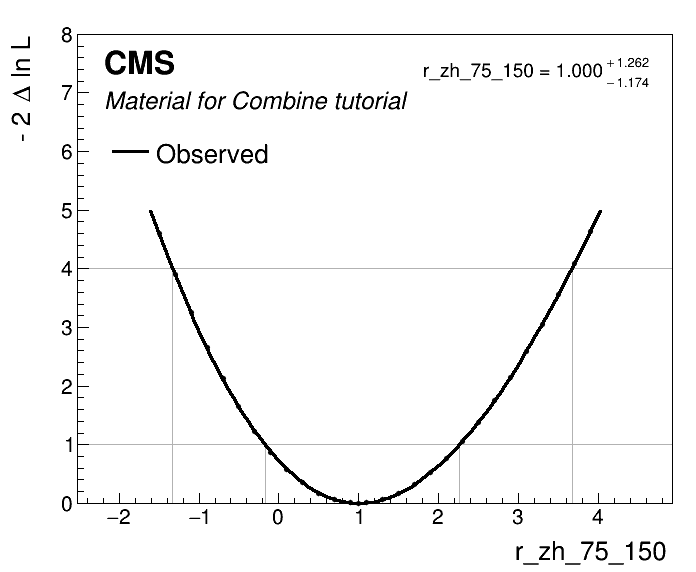 - 2 Δ ln L
8
7
6
5
4
3
2
1
0
CMS
Material for Combine tutorial
r_zh_75_150 = 1.000 +1.262 −1.174
Observed
−2 −1 0 1 2 3 4
r_zh_75_150